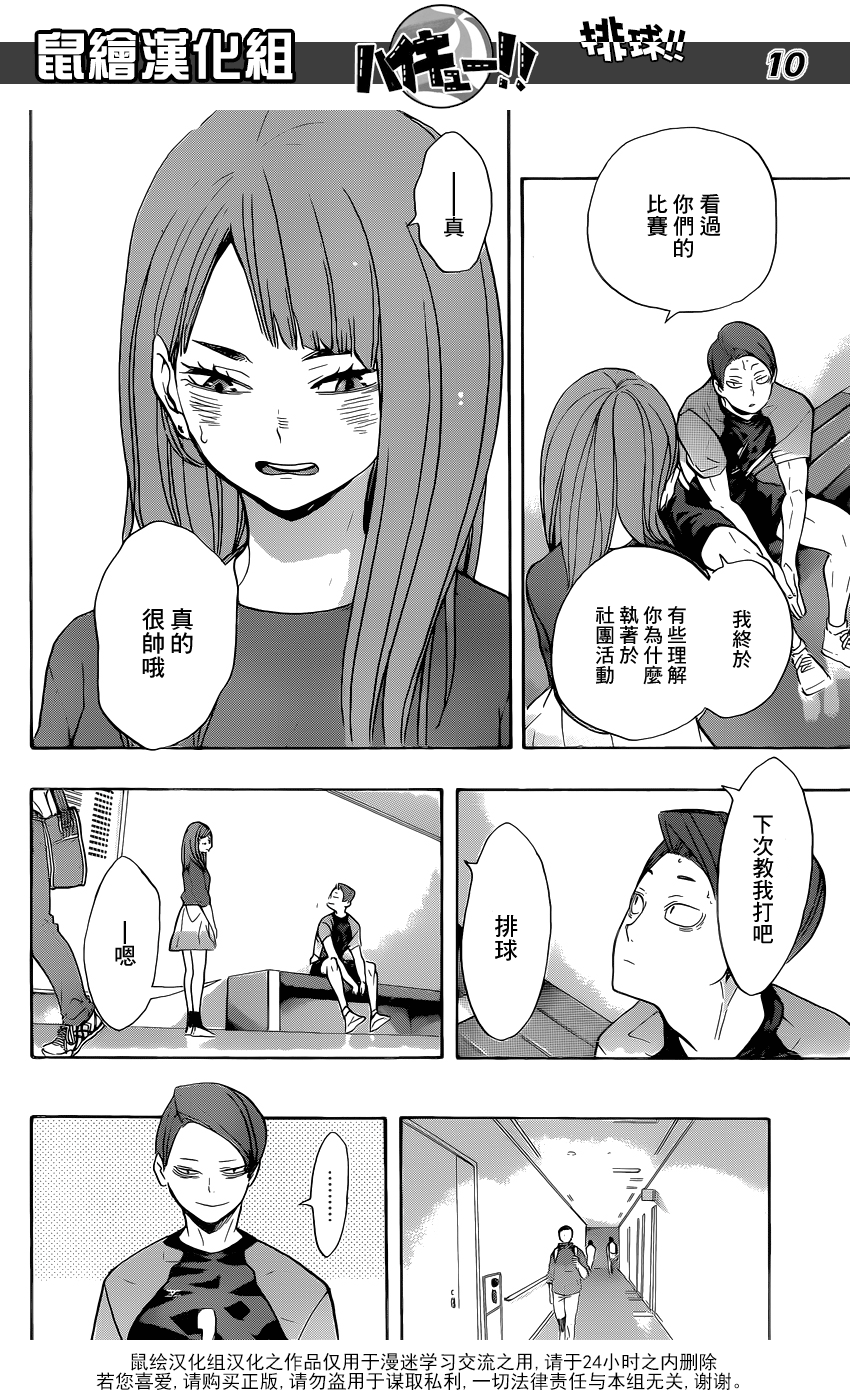 鼠繪漢化組
ハイキュー!!
排球!!
10
看過
你們的
比賽
我終於
有些理解
你為什麼
執著於
社團活動
——真
真的
很帥哦
下次教我打吧
排球
—嗯
………
鼠绘汉化组汉化之作品仅用于漫迷学习交流之用, 请于24小时之内删除
若您喜爱, 请购买正版, 请勿盗用于谋取私利, 一切法律责任与本组无关, 谢谢。